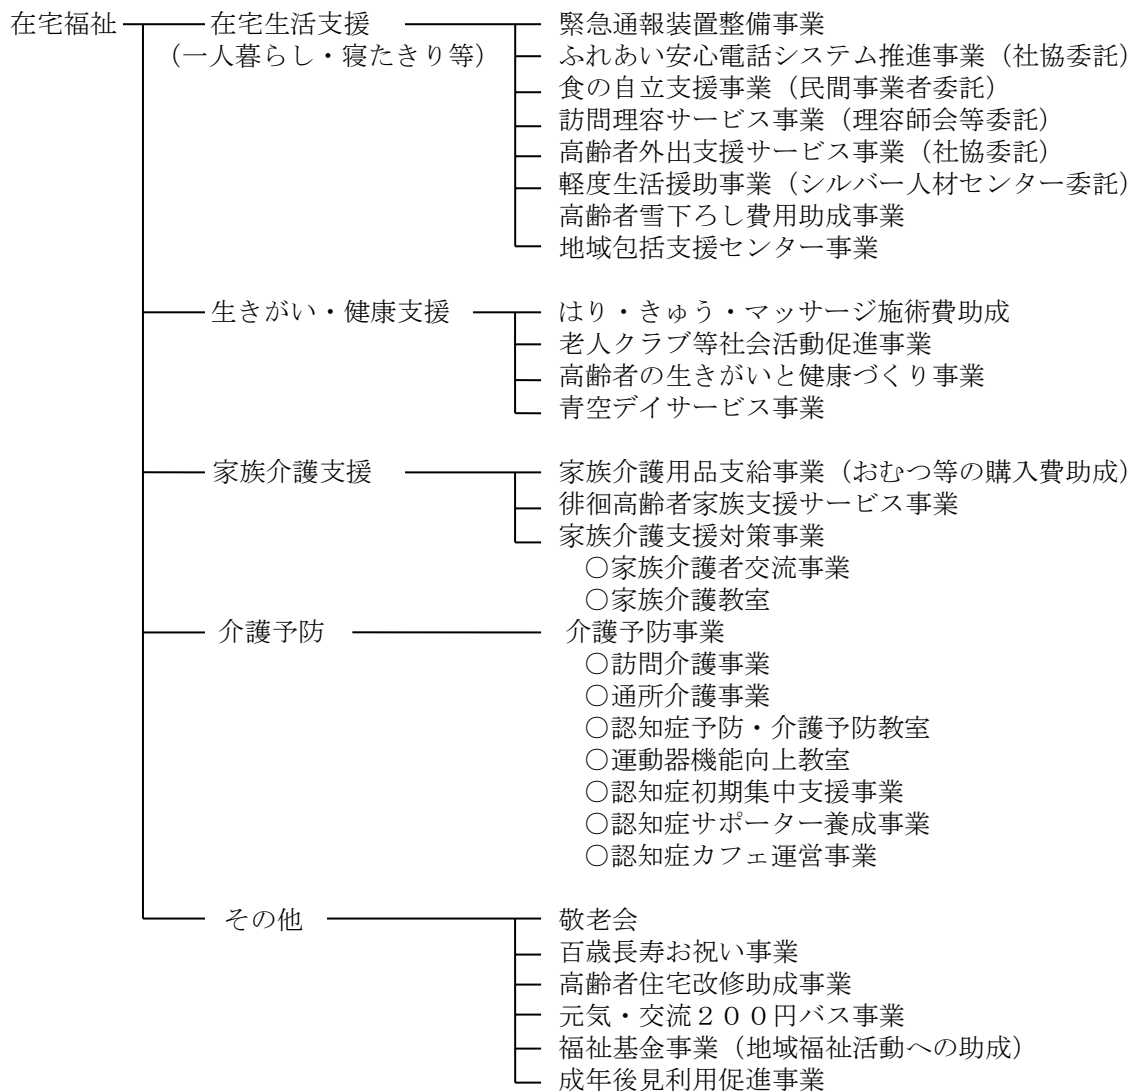 在宅福祉 在宅生活支援 緊急通報装置整備事業
(一人暮らし・寝たきり等) ふれあい安心電話システム推進事業(社協委託)
食の自立支援事業(民間事業者委託)
訪問理容サービス事業(理容師会等委託)
高齢者外出支援サービス事業(社協委託)
軽度生活援助事業(シルバー人材センター委託)
高齢者雪下ろし費用助成事業
地域包括支援センター事業
生きがい・健康支援 はり・きゅう・マッサージ施術費助成
老人クラブ等社会活動促進事業
高齢者の生きがいと健康づくり事業
青空デイサービス事業
家族介護支援 家族介護用品支給事業(おむつ等の購入費助成)
徘徊高齢者家族支援サービス事業
家族介護支援対策事業
○家族介護者交流事業
○家族介護教室
介護予防 介護予防事業
○訪問介護事業
○通所介護事業
○認知症予防・介護予防教室
○運動器機能向上教室
○認知症初期集中支援事業
○認知症サポーター養成事業
○認知症カフェ運営事業
その他 敬老会
百歳長寿お祝い事業
高齢者住宅改修助成事業
元気・交流200円バス事業
福祉基金事業(地域福祉活動への助成)
成年後見利用促進事業